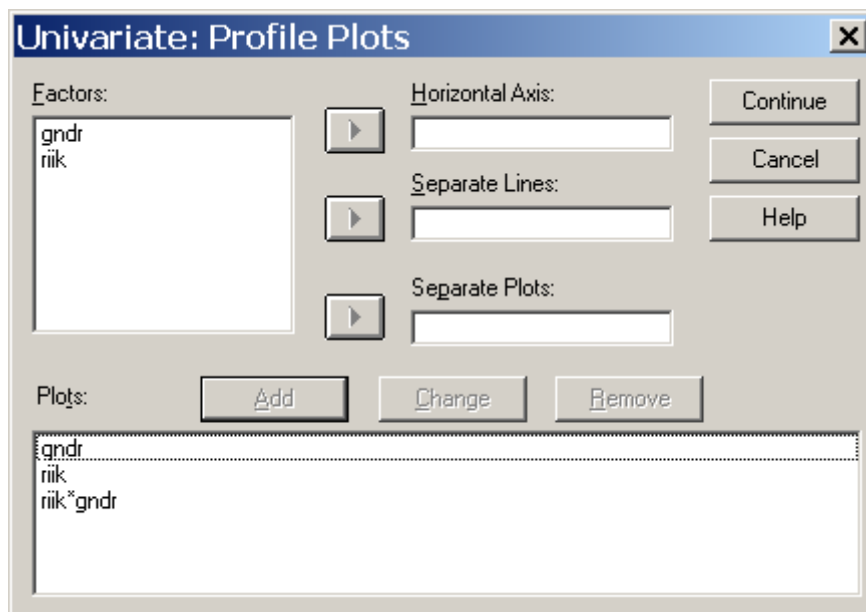 Univariate: Profile Plots
Factors:
gndr
riik
Horizontal Axis:
Separate Lines:
Separate Plots:
Continue
Cancel
Help
Plots:
Add
Change
Remove
gndr
riik
riik*gndr